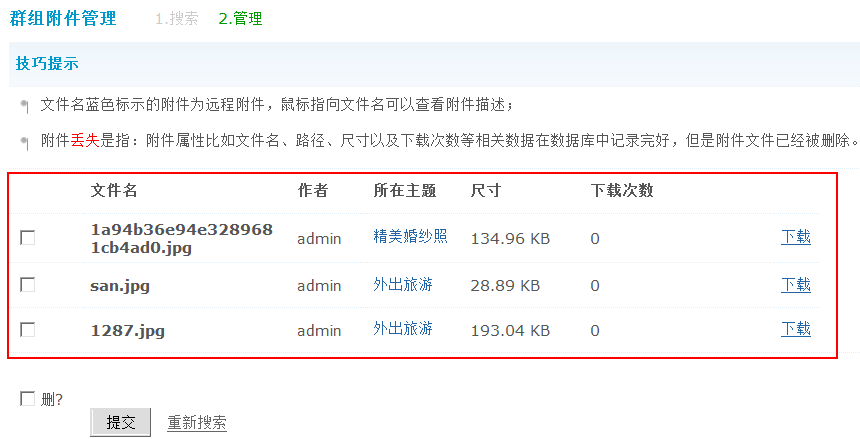 群组附件管理 1.搜索 2.管理
技巧提示
文件名蓝色标示的附件为远程附件，鼠标指向文件名可以查看附件描述；
附件丢失是指：附件属性比如文件名、路径、尺寸以及下载次数等相关数据在数据库中记录完好，但是附件文件已经被删除。
文件名 作者 所在主题 尺寸 下载次数
1a94b36e94e328968
1cb4ad0.jpg admin 精美婚纱照 134.96 KB 0 下载
san.jpg admin 外出旅游 28.89 KB 0 下载
1287.jpg admin 外出旅游 193.04 KB 0 下载
删?
提交 重新搜索